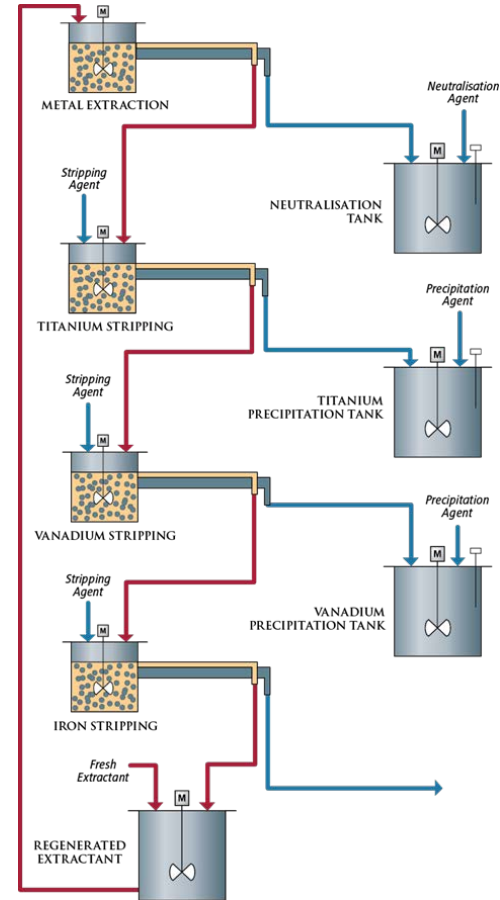 M
METAL EXTRACTION
Neutralisation
Agent
M
NEUTRALISATION
TANK
Stripping
Agent
M
TITANIUM STRIPPING
Precipitation
Agent
M
TITANIUM
PRECIPITATION TANK
Stripping
Agent
M
VANADIUM STRIPPING
Precipitation
Agent
M
VANADIUM
PRECIPITATION TANK
Stripping
Agent
M
IRON STRIPPING
Fresh
Extractant
M
REGENERATED
EXTRACTANT